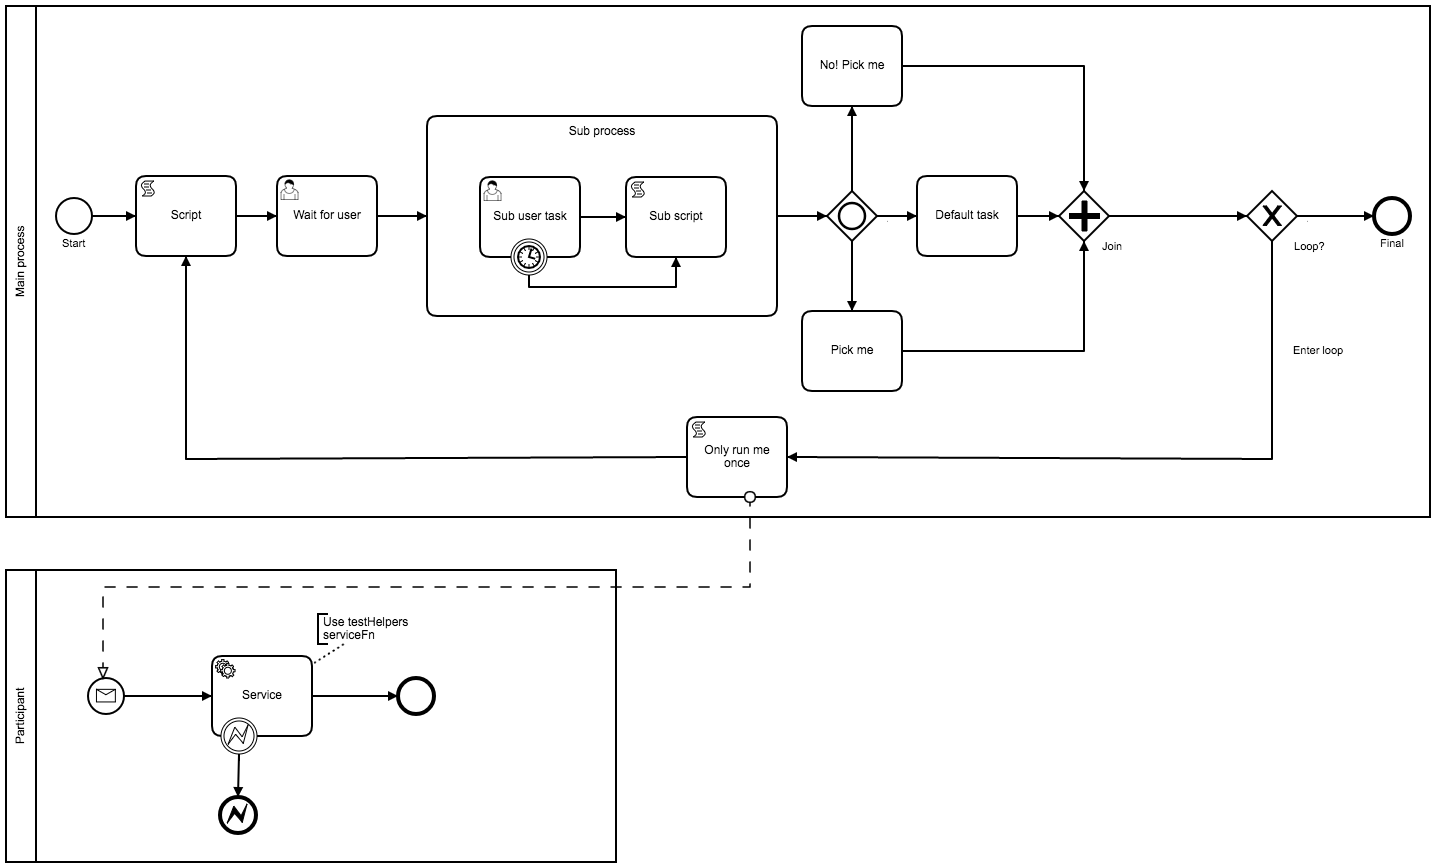 Main process
Start
Script
Wait for user
Sub process
Sub user task
Sub script
No! Pick me
Default task
Pick me
Join
Loop?
Final
Enter loop
Only run me
once
Participant
Use testHelpers
serviceFn
Service